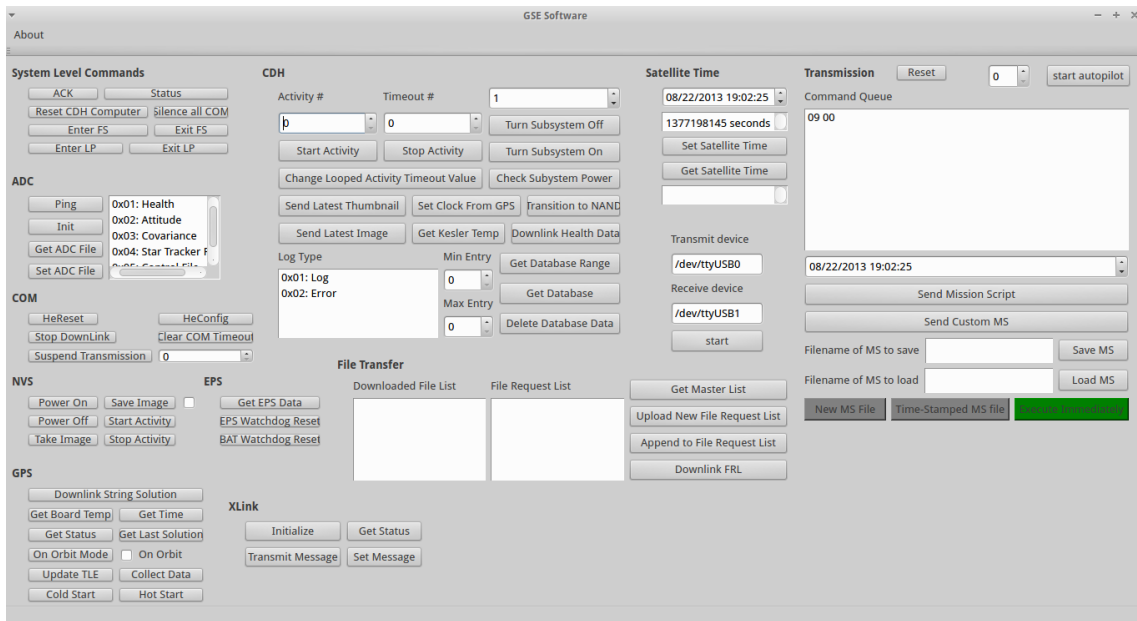 GSE Software
About
System Level Commands
ACK
Status
Reset CDH Computer
Silence all COM
Enter FS
Exit FS
Enter LP
Exit LP
ADC
Ping
Init
Get ADC File
Set ADC File
0x01: Health
0x02: Attitude
0x03: Covariance
0x04: Star Tracker F
COM
HeReset
HeConfig
Stop DownLink
Clear COM Timeout
Suspend Transmission
0
NVS
Power On
Save Image
Power Off
Start Activity
Take Image
Stop Activity
EPS
Get EPS Data
EPS Watchdog Reset
BAT Watchdog Reset
GPS
Downlink String Solution
Get Board Temp
Get Time
Get Status
Get Last Solution
On Orbit Mode
On Orbit
Update TLE
Collect Data
Cold Start
Hot Start
XLink
Initialize
Get Status
Transmit Message
Set Message
CDH
Activity #
Timeout #
1
0
0
Turn Subsystem Off
Start Activity
Stop Activity
Turn Subsystem On
Change Looped Activity Timeout Value
Check Subystem Power
Send Latest Thumbnail
Set Clock From GPS
Transition to NAND
Send Latest Image
Get Kesler Temp
Downlink Health Data
Log Type
0x01: Log
0x02: Error
Min Entry
0
Max Entry
0
Get Database Range
Get Database
Delete Database Data
File Transfer
Downloaded File List
File Request List
Get Master List
Upload New File Request List
Append to File Request List
Downlink FRL
Satellite Time
08/22/2013 19:02:25
1377198145 seconds
Set Satellite Time
Get Satellite Time
Transmit device
/dev/ttyUSB0
Receive device
/dev/ttyUSB1
start
Transmission
Reset
0
start autopilot
Command Queue
09 00
08/22/2013 19:02:25
Send Mission Script
Send Custom MS
Filename of MS to save
Save MS
Filename of MS to load
Load MS
New MS File
Time-Stamped MS file
Execute Immediately